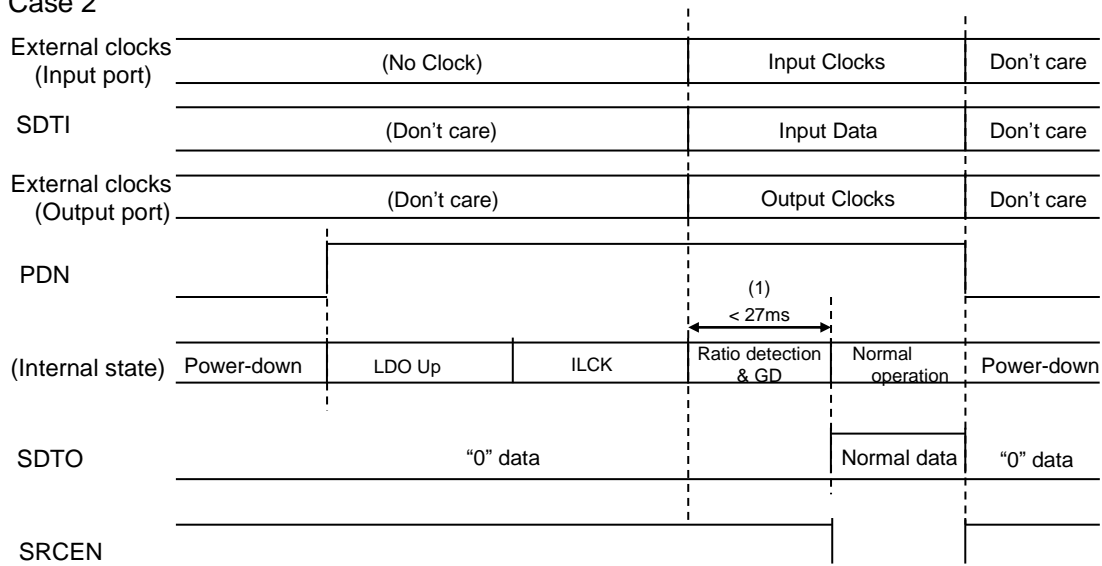 Case 2
External clocks
(Input port)
(No Clock)
Input Clocks
Don't care
SDTI
(Don't care)
Input Data
Don't care
External clocks
(Output port)
(Don't care)
Output Clocks
Don't care
PDN
(1)
< 27ms
(Internal state)
Power-down
LDO Up
ILCK
Ratio detection
& GD
Normal
operation
Power-down
SDTO
“0” data
Normal data
“0” data
SRCEN